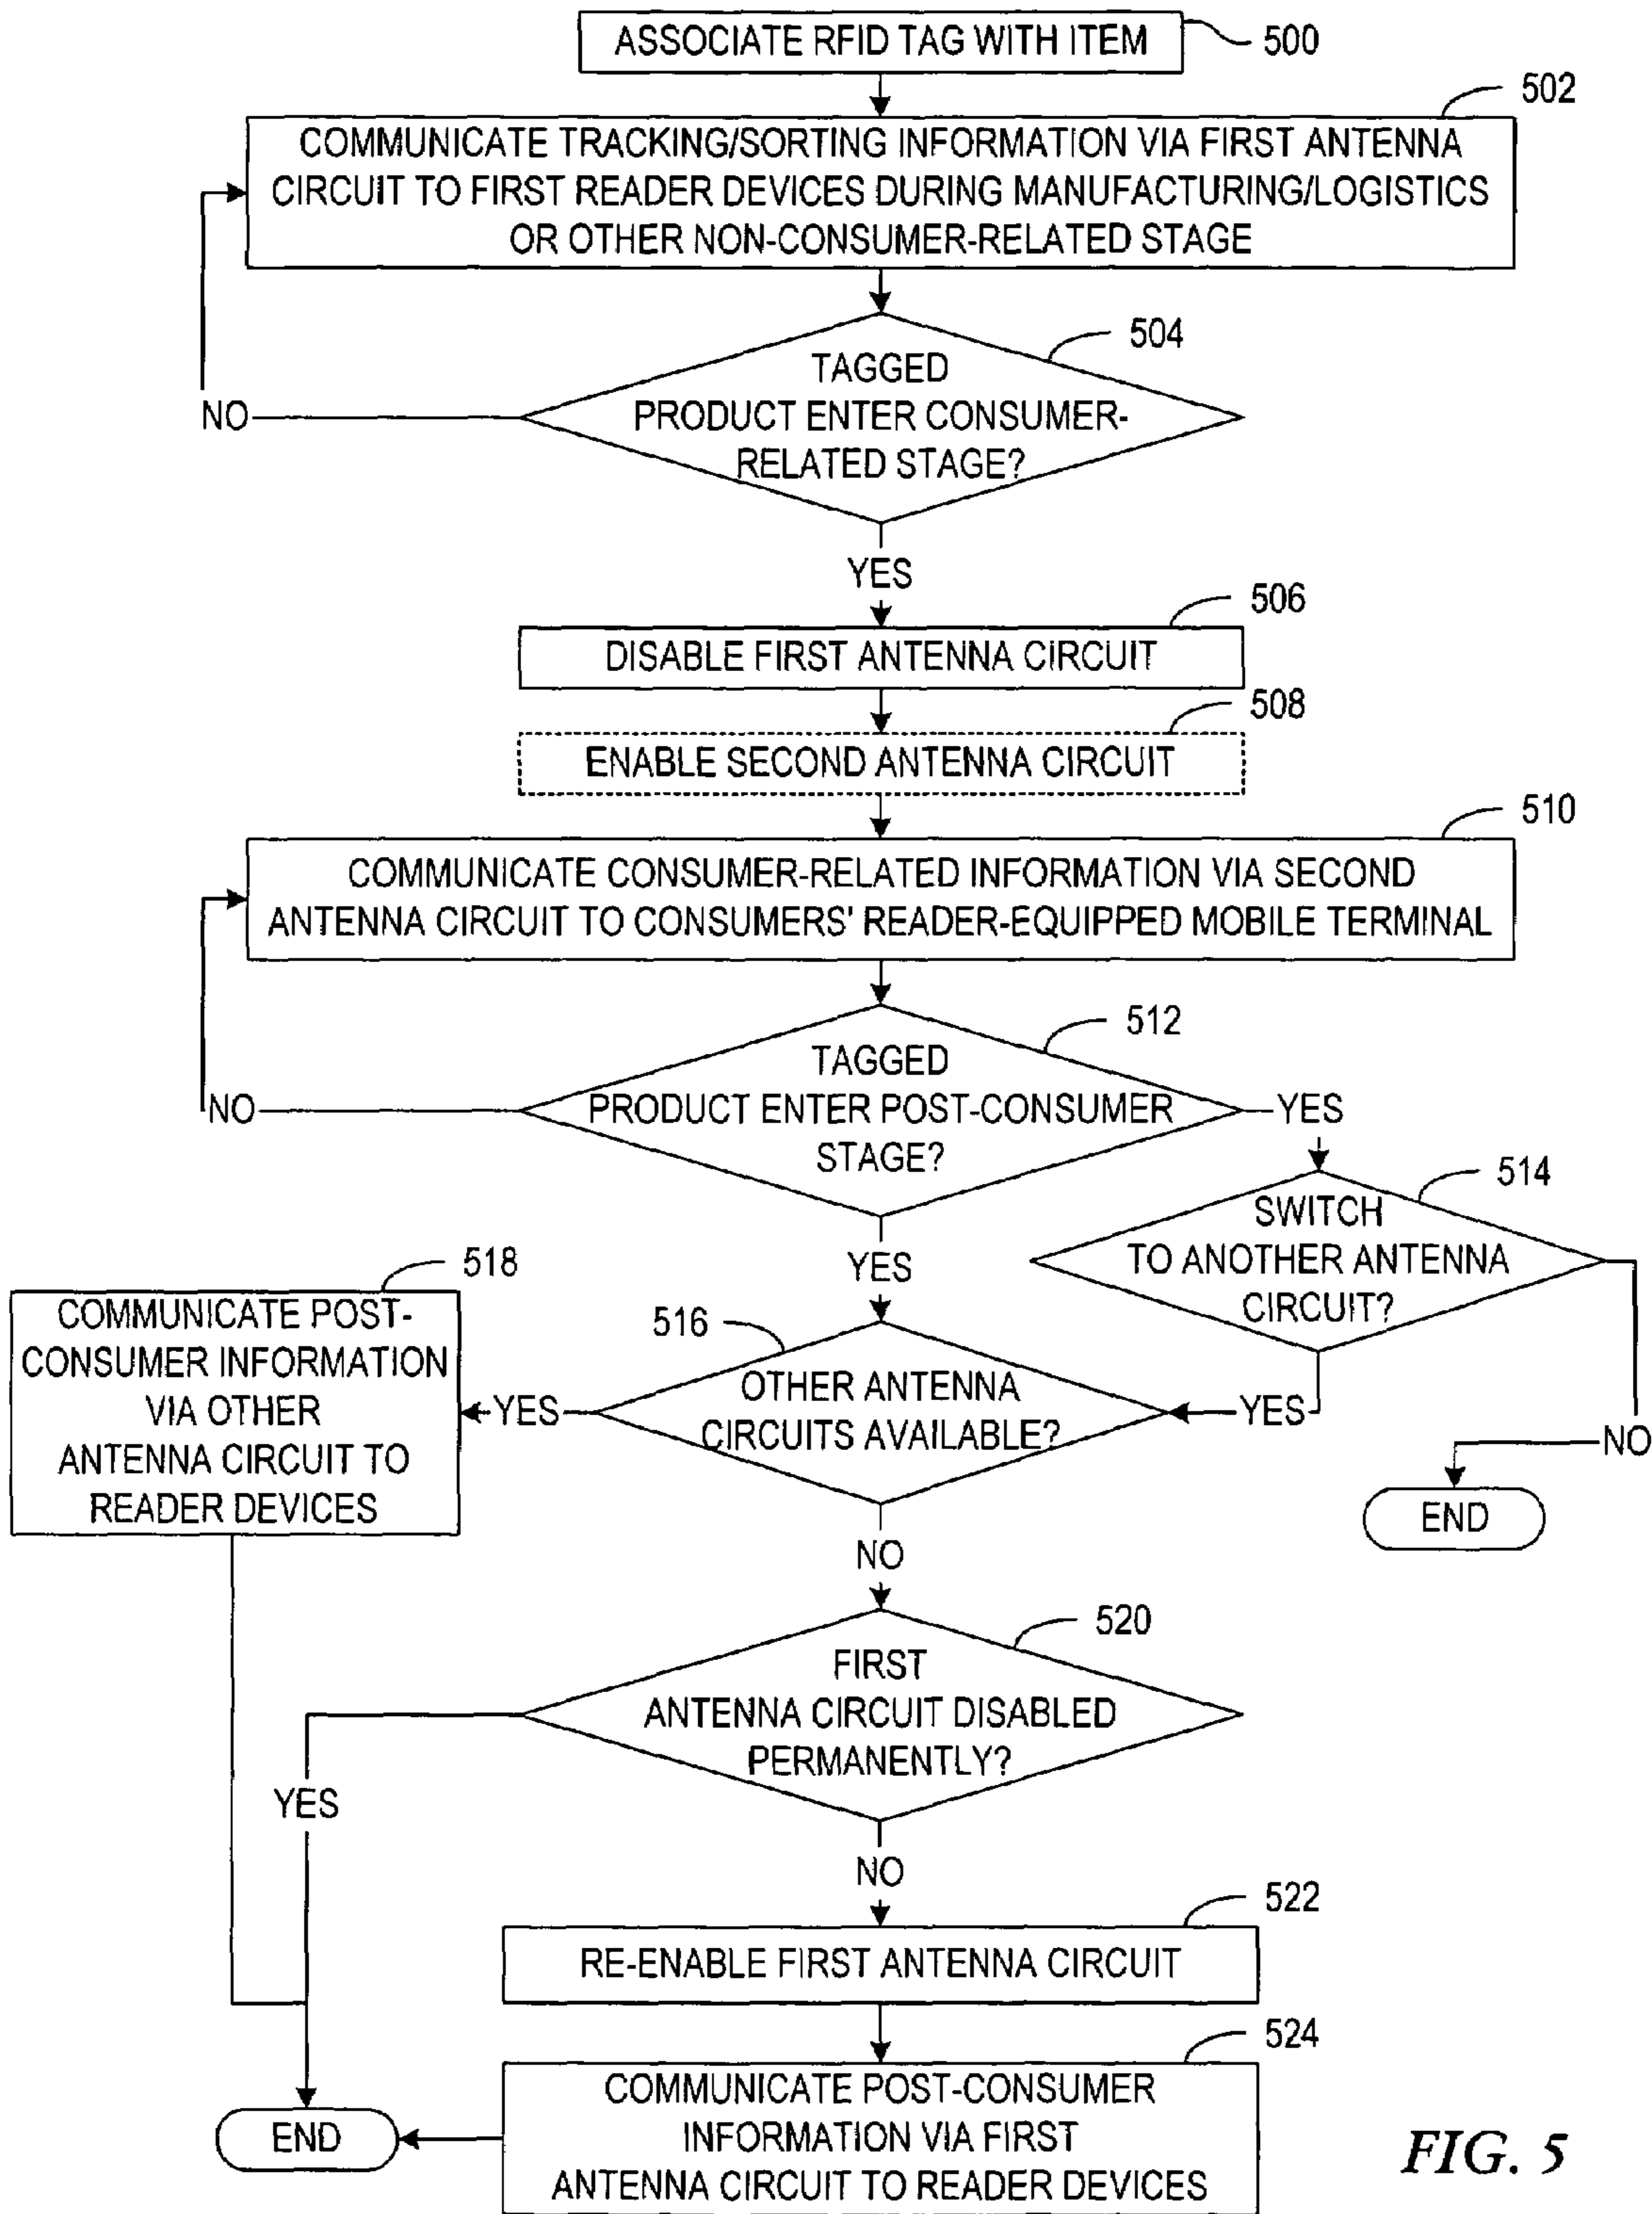 ASSOCIATE RFID TAG WITH ITEM
500
502
COMMUNICATE TRACKING/SORTING INFORMATION VIA FIRST ANTENNA
CIRCUIT TO FIRST READER DEVICES DURING MANUFACTURING/LOGISTICS
OR OTHER NON-CONSUMER-RELATED STAGE
504
TAGGED
PRODUCT ENTER CONSUMER-
RELATED STAGE?
NO
YES
506
DISABLE FIRST ANTENNA CIRCUIT
508
ENABLE SECOND ANTENNA CIRCUIT
510
COMMUNICATE CONSUMER-RELATED INFORMATION VIA SECOND
ANTENNA CIRCUIT TO CONSUMERS' READER-EQUIPPED MOBILE TERMINAL
512
TAGGED
PRODUCT ENTER POST-CONSUMER
STAGE?
NO
YES
514
SWITCH
TO ANOTHER ANTENNA
CIRCUIT?
YES
518
COMMUNICATE POST-
CONSUMER INFORMATION
VIA OTHER
ANTENNA CIRCUIT TO
READER DEVICES
516
OTHER ANTENNA
CIRCUITS AVAILABLE?
YES
YES
NO
END
NO
520
FIRST
ANTENNA CIRCUIT DISABLED
PERMANENTLY?
YES
NO
522
RE-ENABLE FIRST ANTENNA CIRCUIT
524
COMMUNICATE POST-CONSUMER
INFORMATION VIA FIRST
ANTENNA CIRCUIT TO READER DEVICES
END
FIG. 5